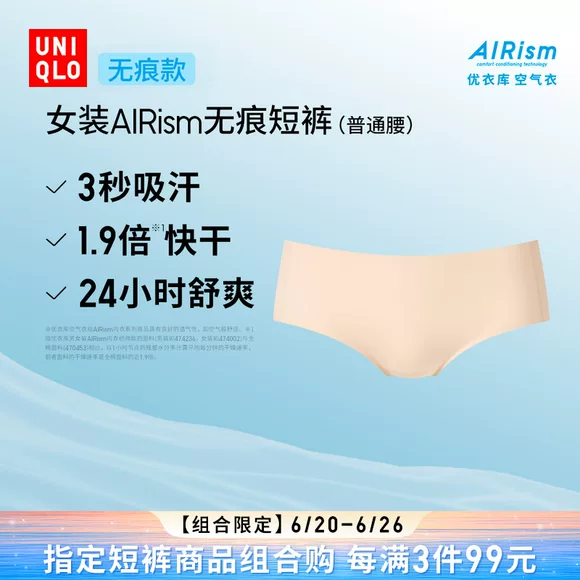 UNI
QLO
无痕款
AIRism
comfort conditioning technology
优衣库 空气衣
女装AIRism无痕短裤(普通腰)
3秒吸汗
1.9倍※1快干
24小时舒爽
【组合限定】6/20-6/26
指定短裤商品组合购 每满3件99元